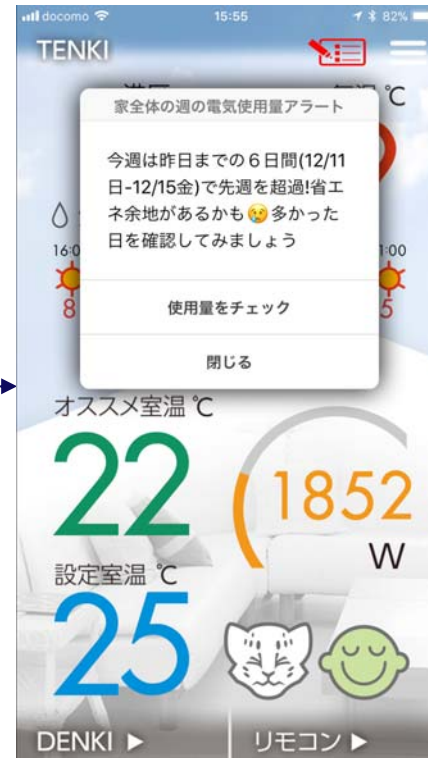 docomo 15:55 82%
TENKI
℃
家全体の週の電気使用量アラート
今週は昨日までの6日間(12/11
日-12/15金)で先週を超過!省エ
ネ余地があるかも😢多かった
日を確認してみましょう
使用量をチェック
閉じる
8
5
オススメ室温 ℃
22
1852
W
設定室温 ℃
25
DENKI ▶
リモコン ▶